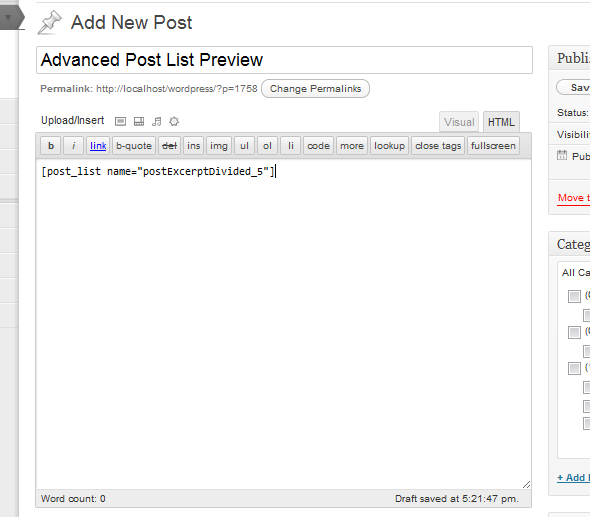 Add New Post
Advanced Post List Preview
Permalink: http://localhost/wordpress/?p=1758 Change Permalinks
Upload/Insert Visual HTML
b i link b-quote del ins img ul ol li code more lookup close tags fullscreen
[post_list name="postExcerptDivided_5"]
Word count: 0 Draft saved at 5:21:47 pm.
Publi
Sav
Status:
Visibili
Pub
Move t
Categ
All Ca
+ Add